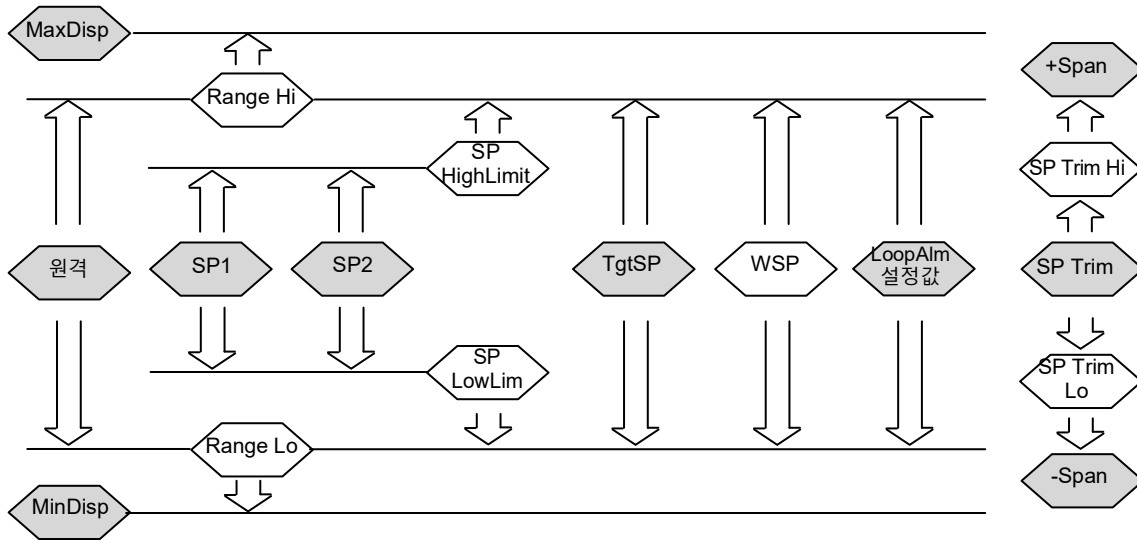 MaxDisp
+Span
Range Hi
SP
HighLimit
SP Trim Hi
원격
SP1
SP2
TgtSP
WSP
LoopAlm
설정값
SP Trim
SP
LowLim
SP Trim
Lo
Range Lo
-Span
MinDisp